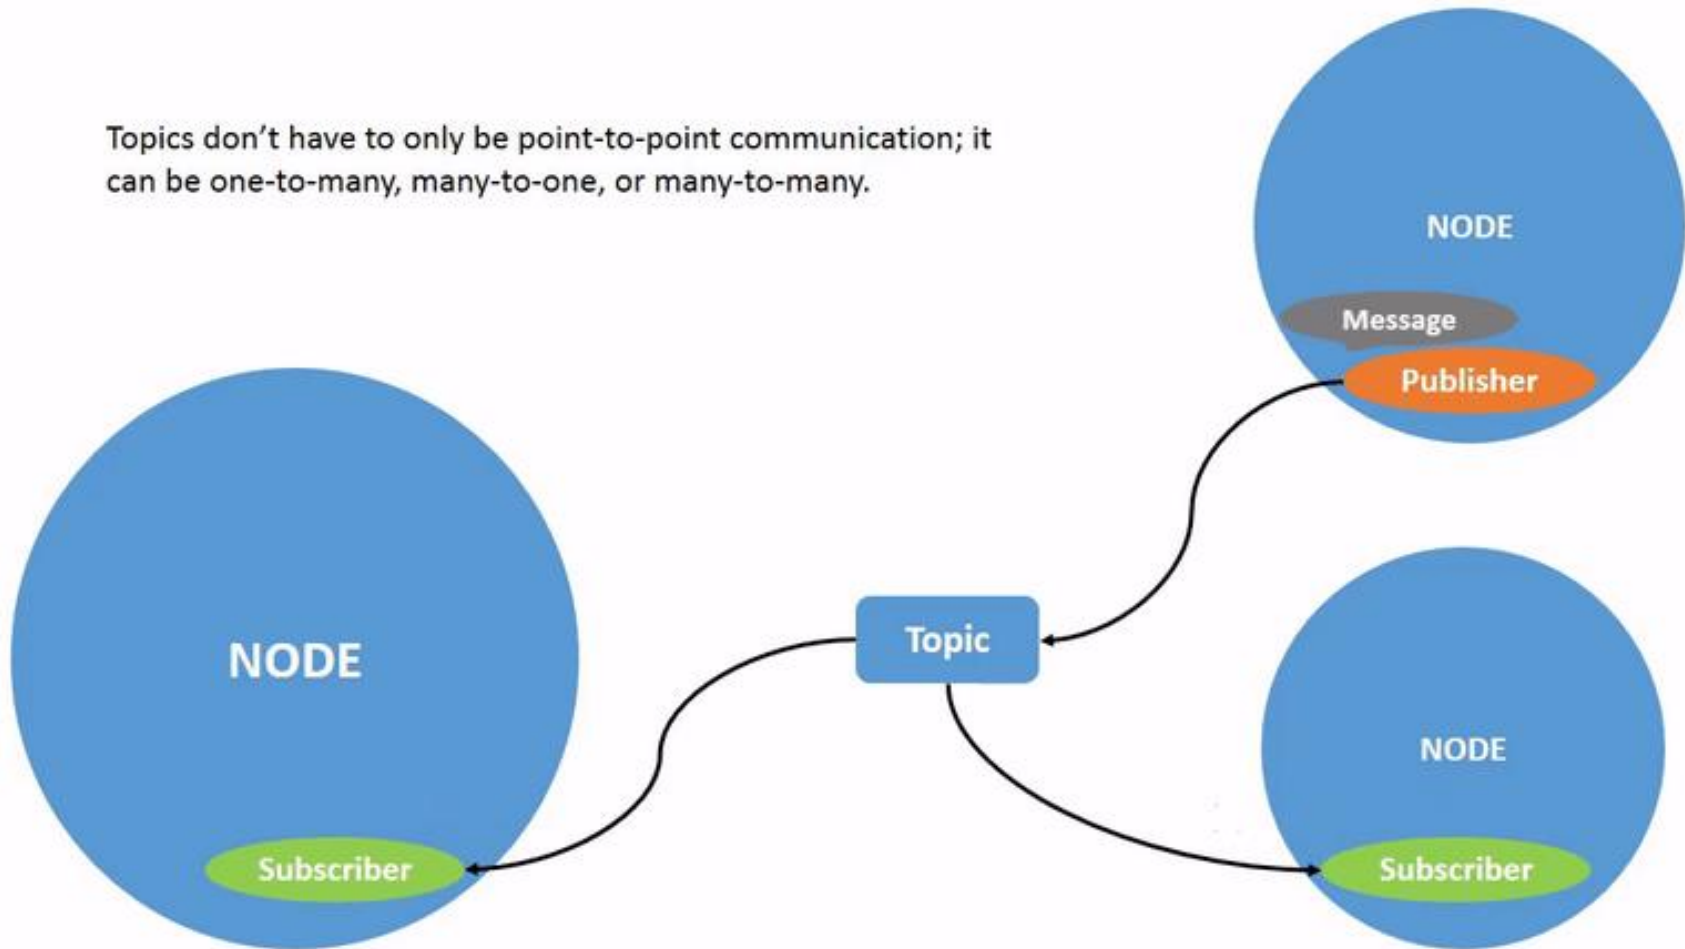 Topics don't have to only be point-to-point communication; it
can be one-to-many, many-to-one, or many-to-many.
NODE
Message
Publisher
Topic
NODE
Subscriber
NODE
Subscriber